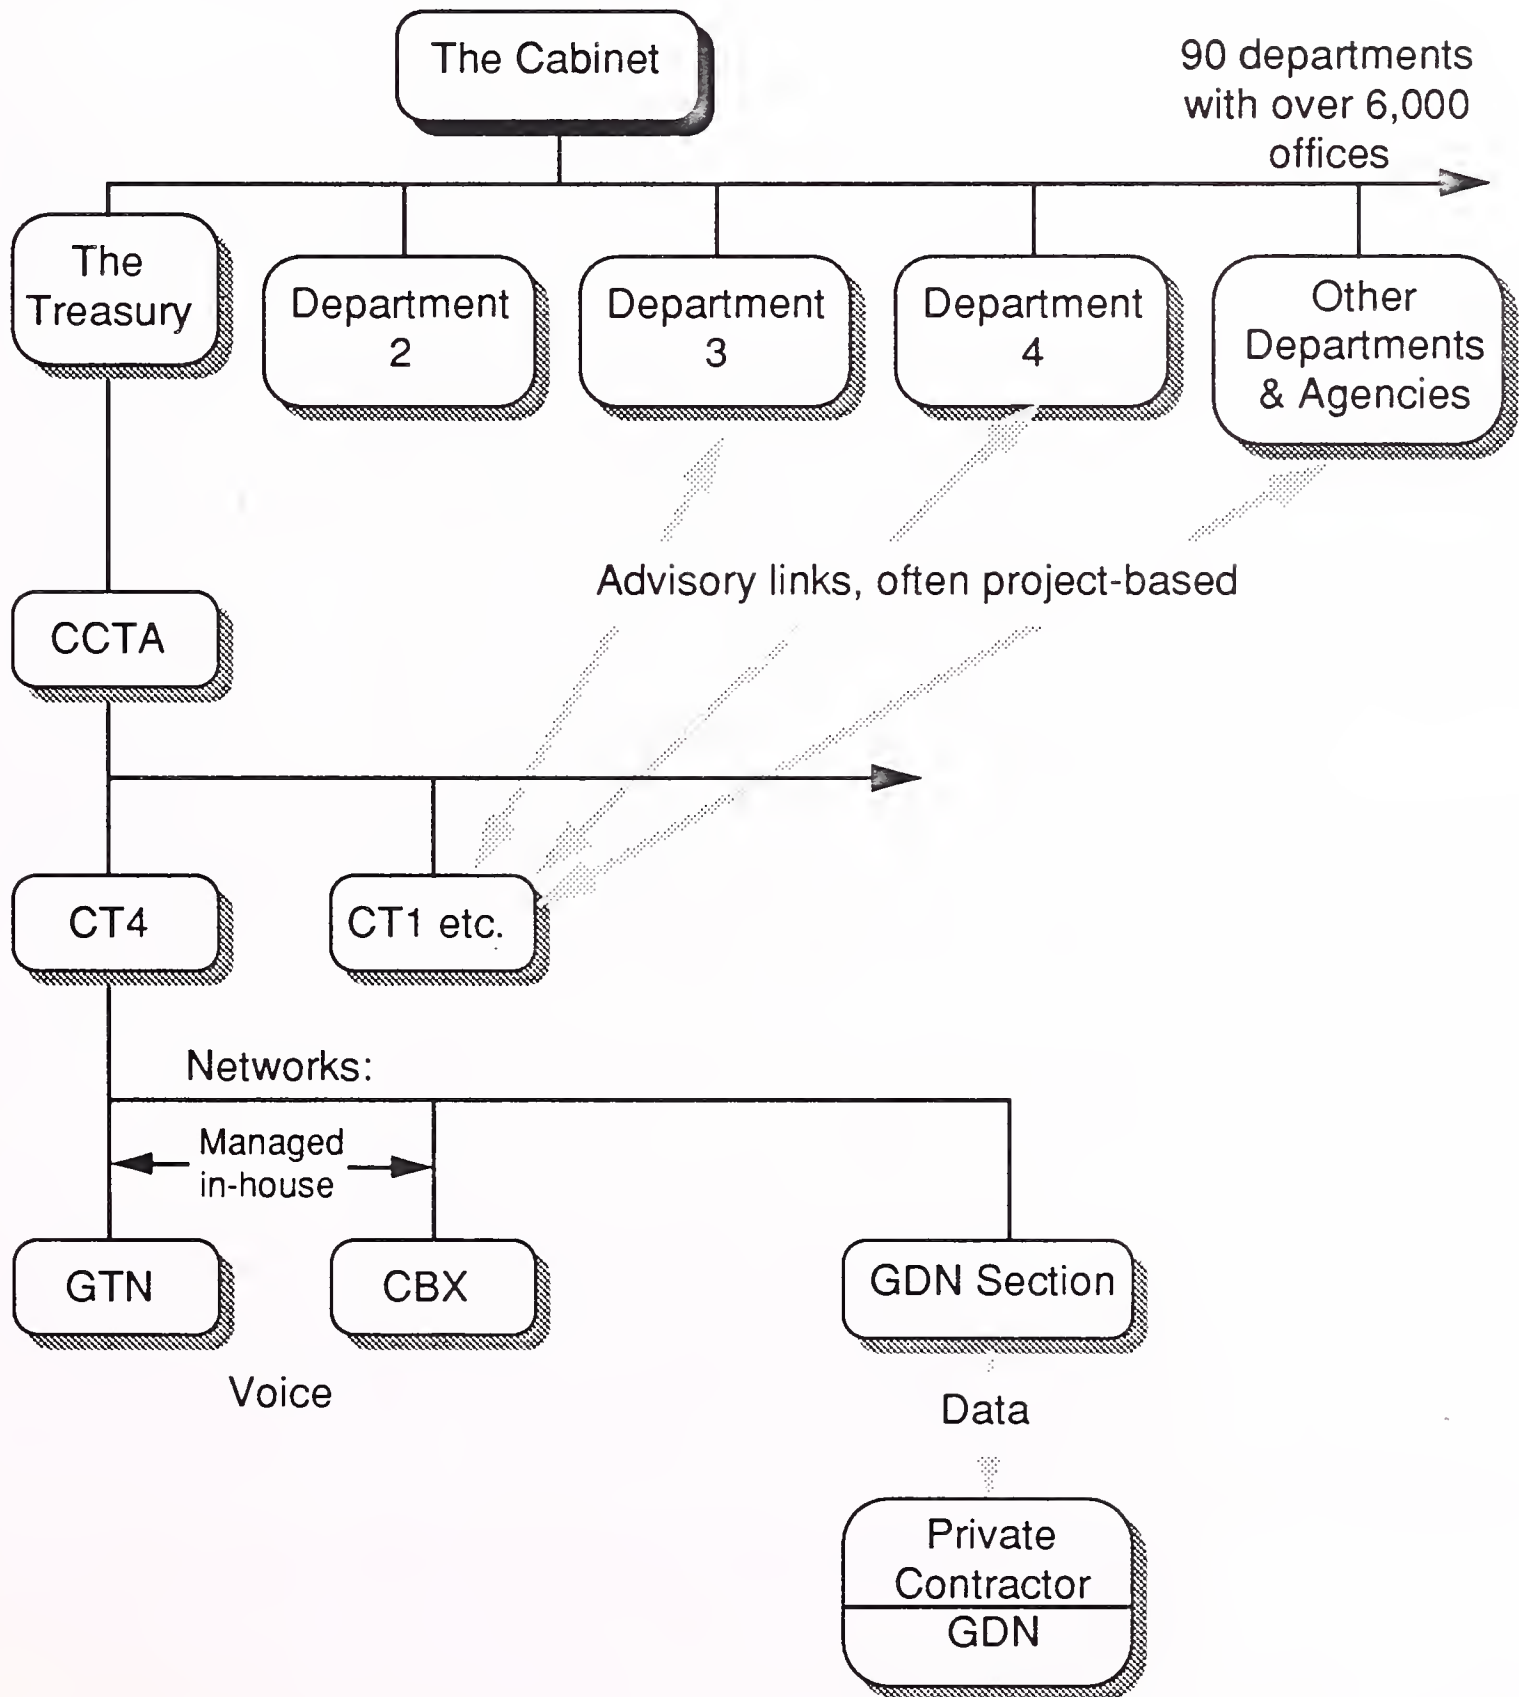 The Cabinet
90 departments
with over 6,000
offices
The
Treasury
Department
2
Department
3
Department
4
Other
Departments
& Agencies
Advisory links, often project-based
CCTA
CT4
CT1 etc.
Networks:
Managed
in-house
GTN
CBX
GDN Section
Voice
Data
Private
Contractor
GDN